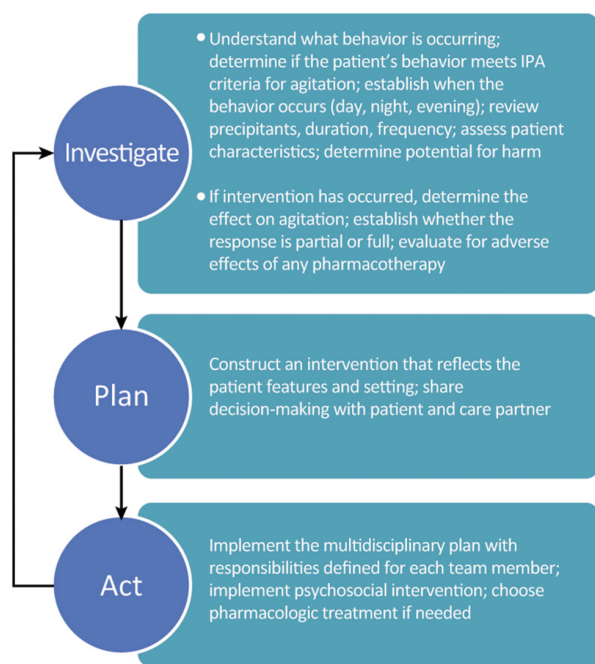 Investigate
• Understand what behavior is occurring;
determine if the patient's behavior meets IPA
criteria for agitation; establish when the
behavior occurs (day, night, evening); review
precipitants, duration, frequency; assess patient
characteristics; determine potential for harm
• If intervention has occurred, determine the
effect on agitation; establish whether the
response is partial or full; evaluate for adverse
effects of any pharmacotherapy
Plan
Construct an intervention that reflects the
patient features and setting; share
decision-making with patient and care partner
Act
Implement the multidisciplinary plan with
responsibilities defined for each team member;
implement psychosocial intervention; choose
pharmacologic treatment if needed